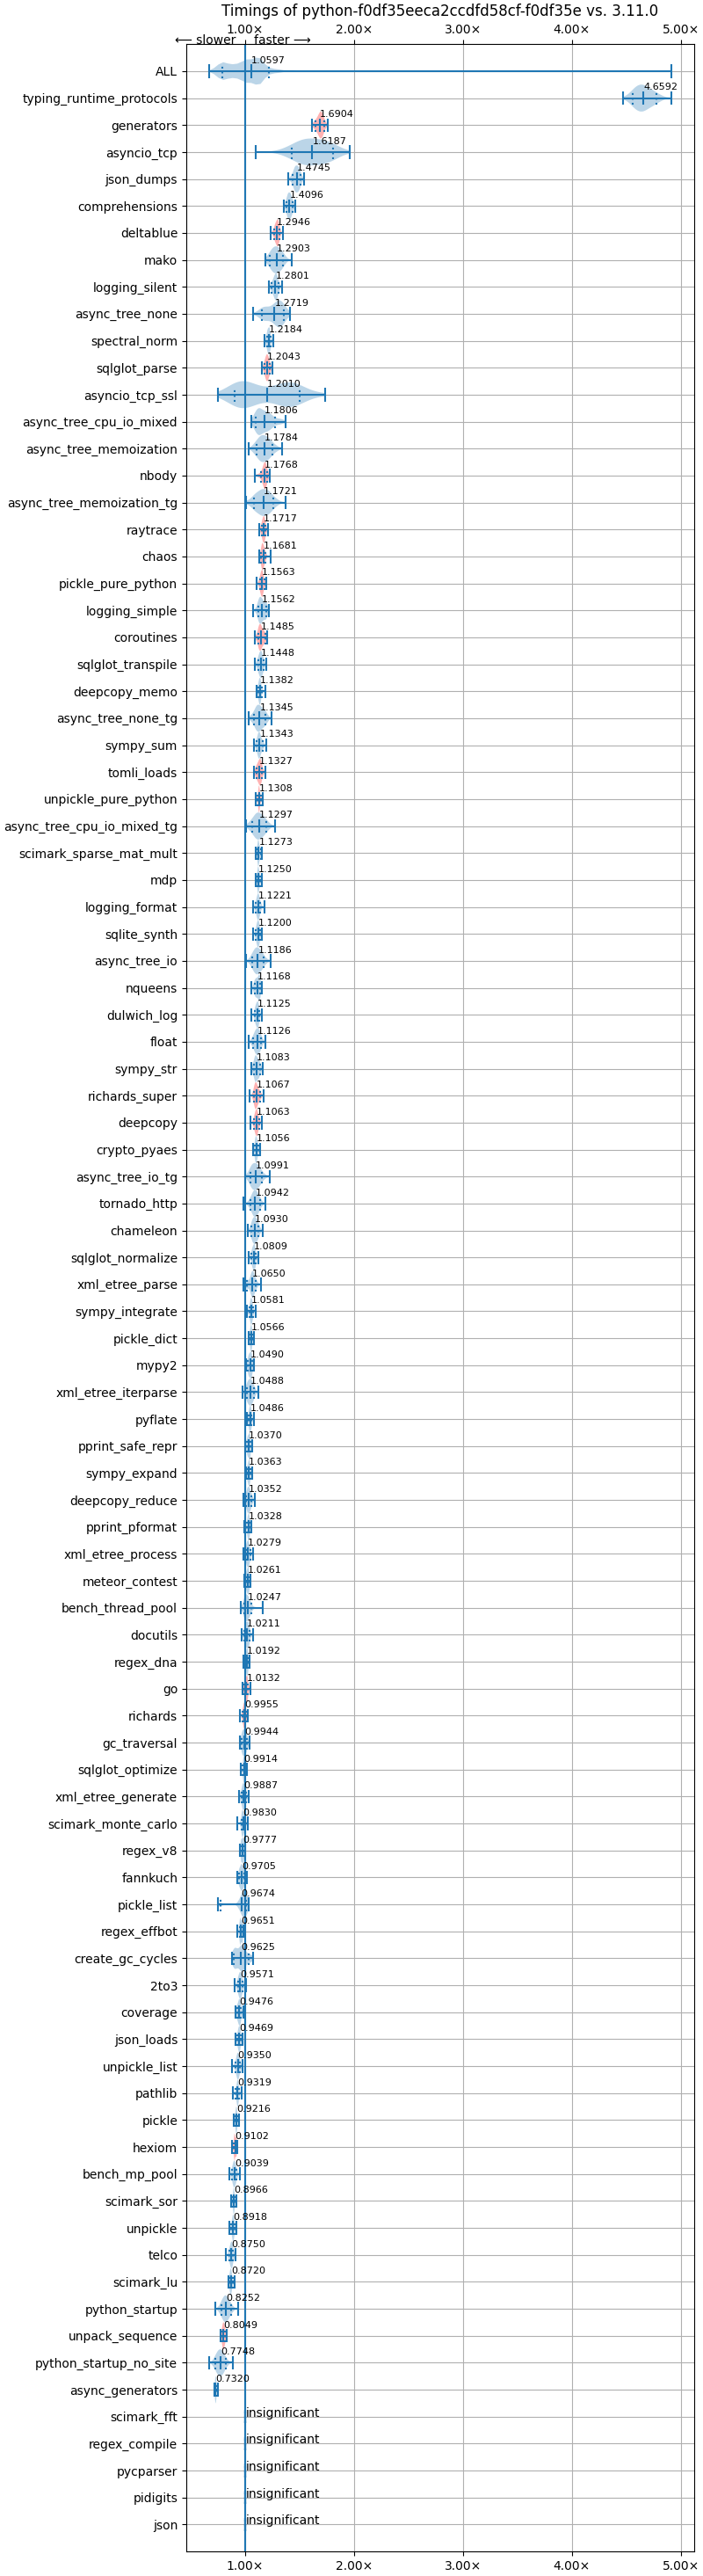 Timings of python-f0df35eeca2ccdfd58cf-f0df35e vs. 3.11.0
1.00× 2.00× 3.00× 4.00× 5.00×
⟵ slower faster ⟶
ALL 1.0597
typing_runtime_protocols 4.6592
generators 1.6904
asyncio_tcp 1.6187
json_dumps 1.4745
comprehensions 1.4096
deltablue 1.2946
mako 1.2903
logging_silent 1.2801
async_tree_none 1.2719
spectral_norm 1.2184
sqlglot_parse 1.2043
asyncio_tcp_ssl 1.2010
async_tree_cpu_io_mixed 1.1806
async_tree_memoization 1.1784
nbody 1.1768
async_tree_memoization_tg 1.1721
raytrace 1.1717
chaos 1.1681
pickle_pure_python 1.1563
logging_simple 1.1562
coroutines 1.1485
sqlglot_transpile 1.1448
deepcopy_memo 1.1382
async_tree_none_tg 1.1345
sympy_sum 1.1343
tomli_loads 1.1327
unpickle_pure_python 1.1308
async_tree_cpu_io_mixed_tg 1.1297
scimark_sparse_mat_mult 1.1273
mdp 1.1250
logging_format 1.1221
sqlite_synth 1.1200
async_tree_io 1.1186
nqueens 1.1168
dulwich_log 1.1125
float 1.1126
sympy_str 1.1083
richards_super 1.1067
deepcopy 1.1063
crypto_pyaes 1.1056
async_tree_io_tg 1.0991
tornado_http 1.0942
chameleon 1.0930
sqlglot_normalize 1.0809
xml_etree_parse 1.0650
sympy_integrate 1.0581
pickle_dict 1.0566
mypy2 1.0490
xml_etree_iterparse 1.0488
pyflate 1.0486
pprint_safe_repr 1.0370
sympy_expand 1.0363
deepcopy_reduce 1.0352
pprint_pformat 1.0328
xml_etree_process 1.0279
meteor_contest 1.0261
bench_thread_pool 1.0247
docutils 1.0211
regex_dna 1.0192
go 1.0132
richards 0.9955
gc_traversal 0.9944
sqlglot_optimize 0.9914
xml_etree_generate 0.9887
scimark_monte_carlo 0.9830
regex_v8 0.9777
fannkuch 0.9705
pickle_list 0.9674
regex_effbot 0.9651
create_gc_cycles 0.9625
2to3 0.9571
coverage 0.9476
json_loads 0.9469
unpickle_list 0.9350
pathlib 0.9319
pickle 0.9216
hexiom 0.9102
bench_mp_pool 0.9039
scimark_sor 0.8966
unpickle 0.8918
telco 0.8750
scimark_lu 0.8720
python_startup 0.8252
unpack_sequence 0.8049
python_startup_no_site 0.7748
async_generators 0.7320
scimark_fft insignificant
regex_compile insignificant
pycparser insignificant
pidigits insignificant
json insignificant
1.00× 2.00× 3.00× 4.00× 5.00×